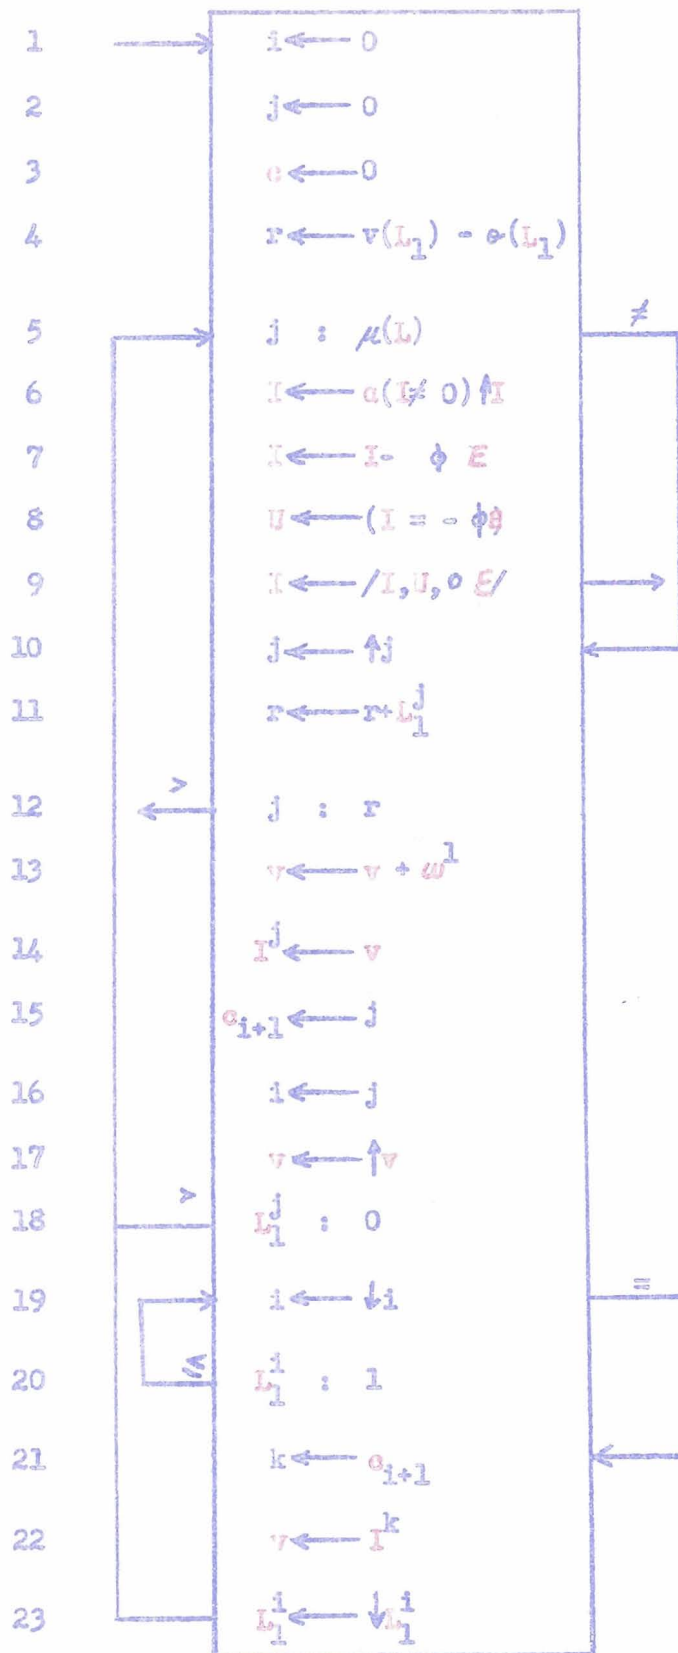 1 i ← 0
2 j ← 0
3 c ← 0
4 r ← v(L₁) - σ(L₁)
5 j : μ(L) ≠
6 I ← α(I ≠ 0)↑I
7 I ← I - ϕ E
8 U ← (I = - ϕ
9 I ← /I, U, o E/
10 j ← ↑j
11 r ← r+L₁ʲ
12 > j : r
13 v ← v + ω¹
14 Iʲ ← v
15 c_{i+1} ← j
16 i ← j
17 v ← ↑v
18 > L₁ʲ : 0
19 i ← ↓i =
20 ≤ L₁ⁱ : 1
21 k ← c_{i+1}
22 v ← Iᵏ
23 L₁ⁱ ← ↓L₁ⁱ